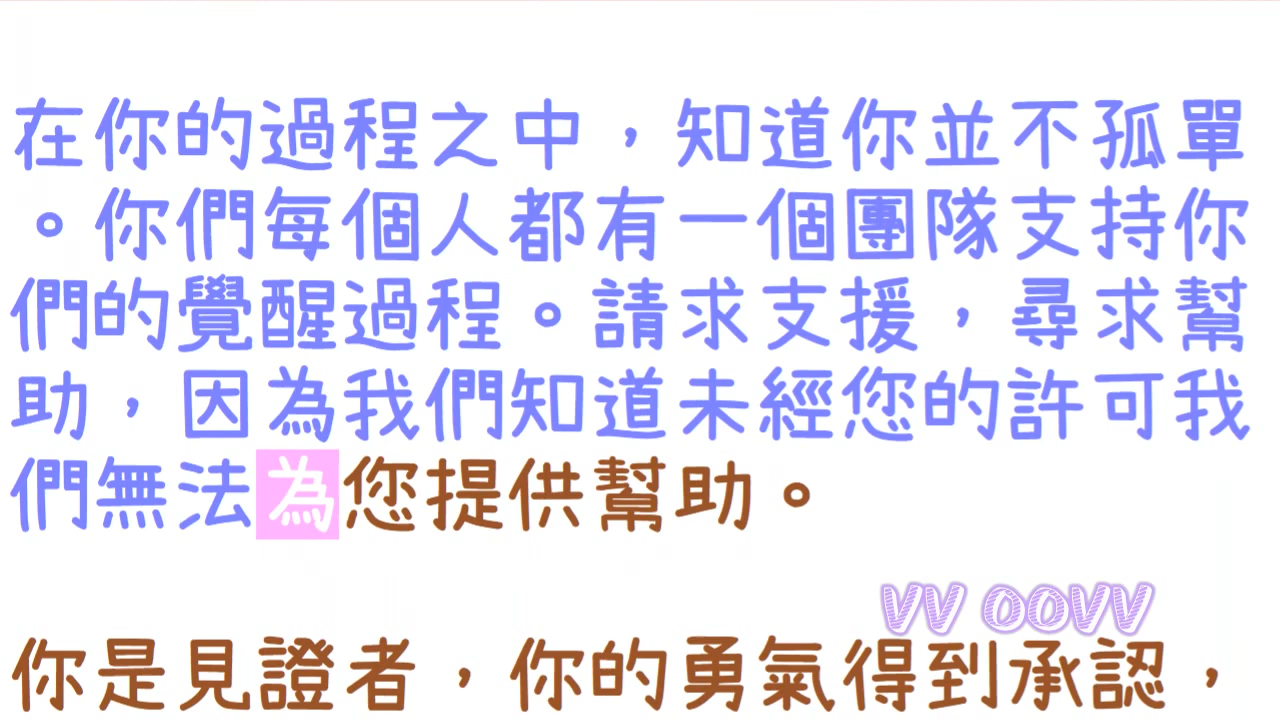 在你的過程之中，知道你並不孤單
。你們每個人都有一個團隊支持你
們的覺醒過程。請求支援，尋求幫
助，因為我們知道未經您的許可我
們無法為您提供幫助。
VV OOVV
你是見證者，你的勇氣得到承認，